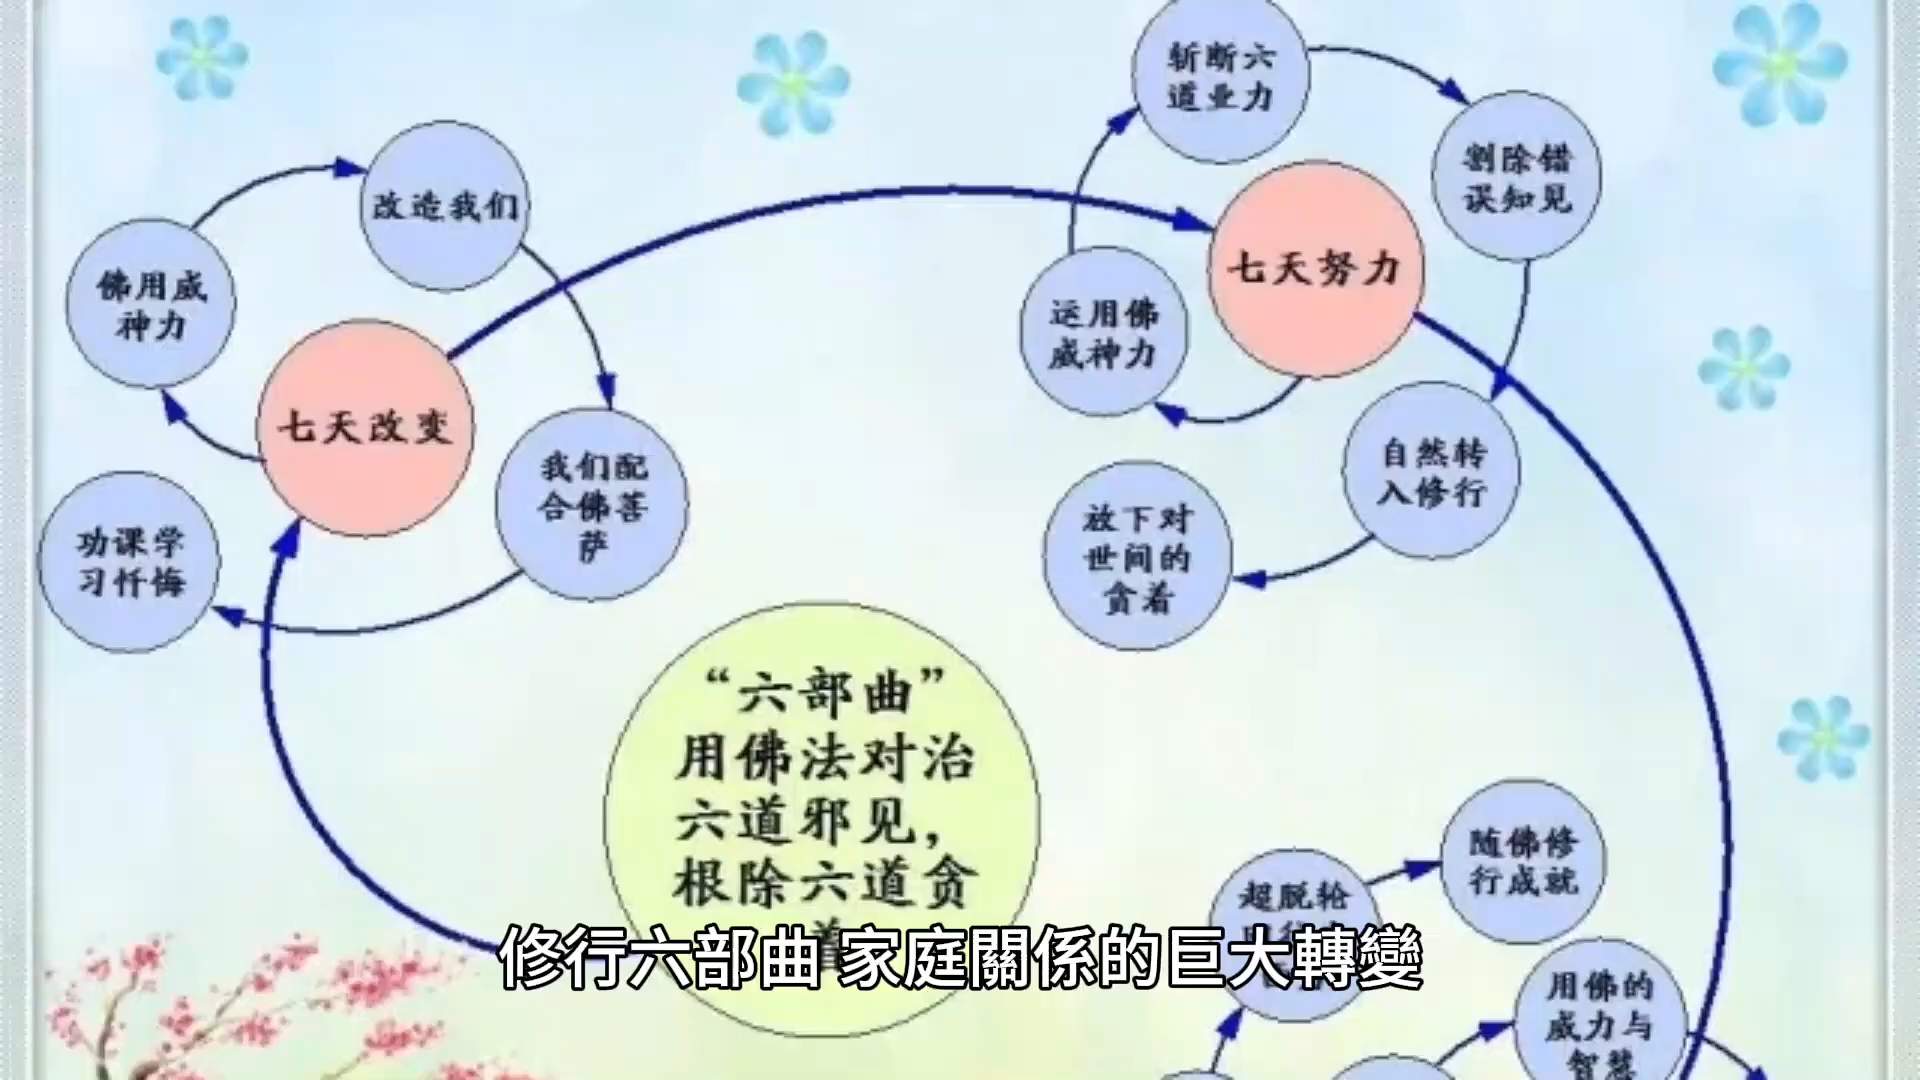 斩断六
道业力
割除错
误知见
改造我们
七天努力
佛用威
神力
运用佛
威神力
七天改变
我们配
合佛菩
萨
自然转
入修行
功课学
习忏悔
放下对
世间的
贪着
“六部曲”
用佛法对治
六道邪见，
根除六道贪
随佛修
行成就
超脱轮
修行六部曲 家庭關係的巨大轉變
用佛的
威力与
智慧